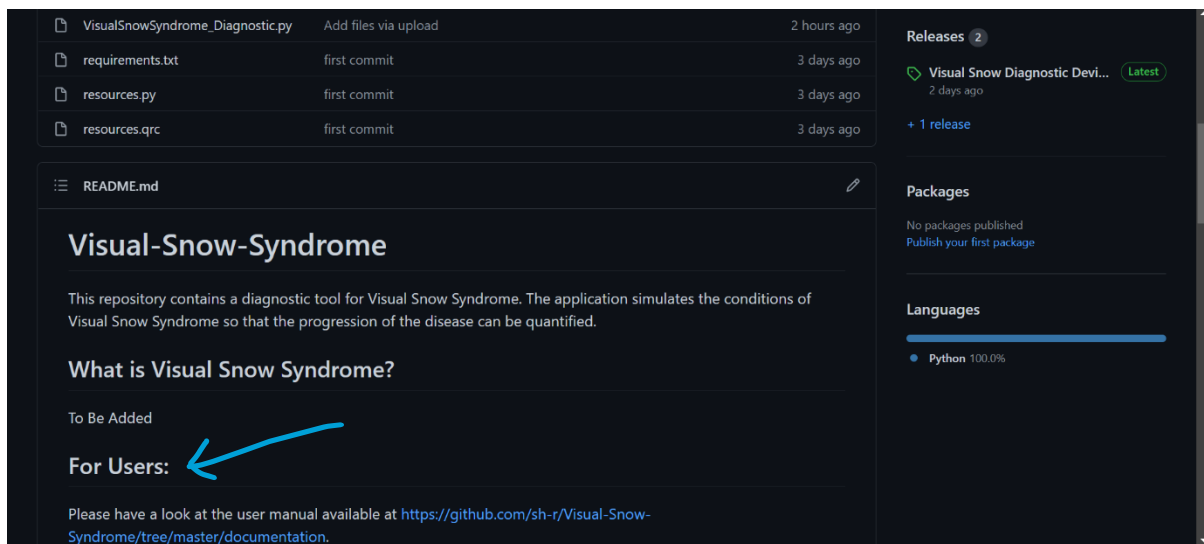 VisualSnowSyndrome_Diagnostic.py Add files via upload 2 hours ago
requirements.txt first commit 3 days ago
resources.py first commit 3 days ago
resources.qrc first commit 3 days ago
README.md
Visual-Snow-Syndrome
This repository contains a diagnostic tool for Visual Snow Syndrome. The application simulates the conditions of
Visual Snow Syndrome so that the progression of the disease can be quantified.
What is Visual Snow Syndrome?
To Be Added
For Users:
Please have a look at the user manual available at https://github.com/sh-r/Visual-Snow-
Syndrome/tree/master/documentation.
Releases 2
Visual Snow Diagnostic Devi... Latest
2 days ago
+ 1 release
Packages
No packages published
Publish your first package
Languages
Python 100.0%